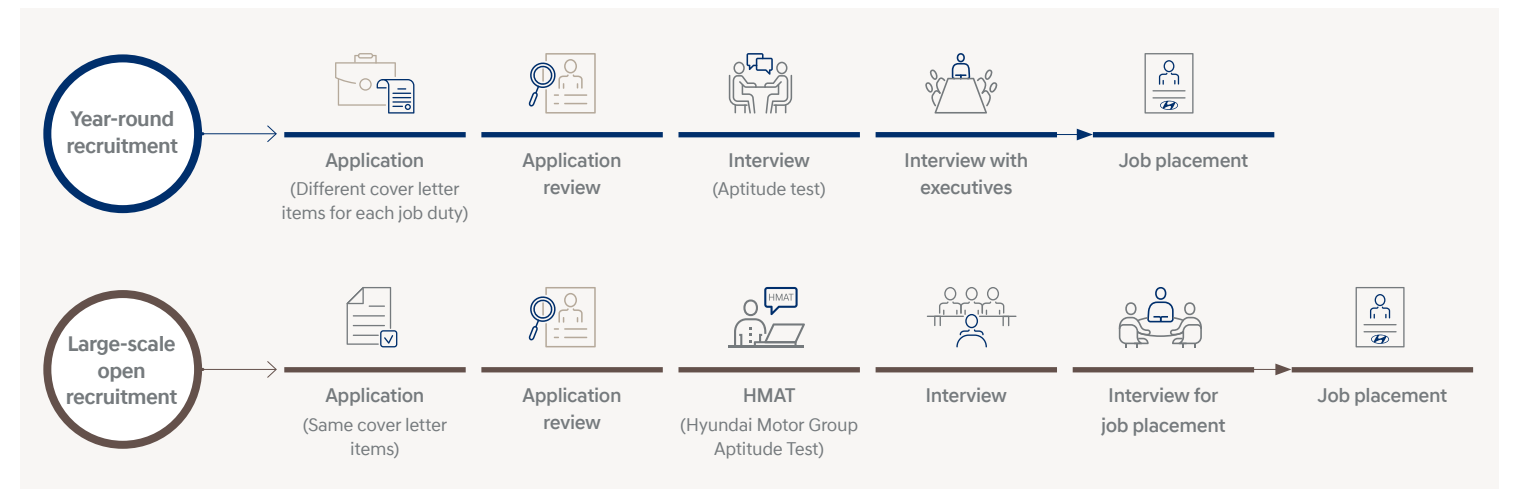 Year-round
recruitment
Application
(Different cover letter
items for each job duty)
Application
review
Interview
(Aptitude test)
Interview with
executives
Job placement
Large-scale
open
recruitment
Application
(Same cover letter
items)
Application
review
HMAT
HMAT
(Hyundai Motor Group
Aptitude Test)
Interview
Interview for
job placement
Job placement